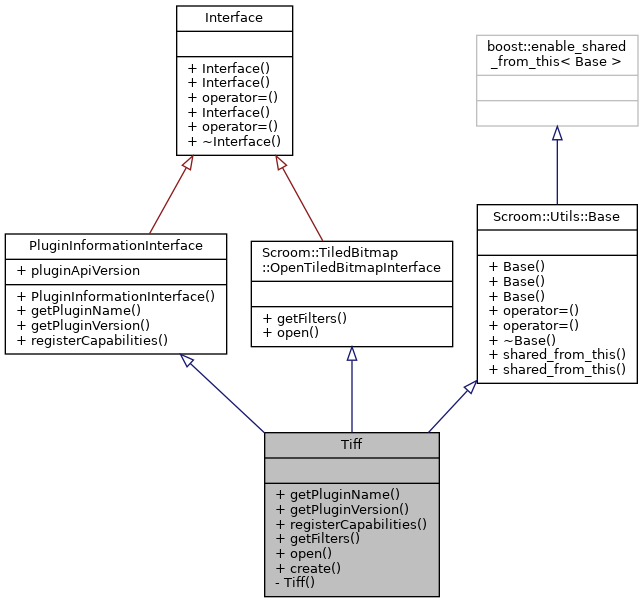 Interface
+ Interface()
+ Interface()
+ operator=()
+ Interface()
+ operator=()
+ ~Interface()
boost::enable_shared
_from_this< Base >
PluginInformationInterface
+ pluginApiVersion
+ PluginInformationInterface()
+ getPluginName()
+ getPluginVersion()
+ registerCapabilities()
Scroom::TiledBitmap
::OpenTiledBitmapInterface
+ getFilters()
+ open()
Scroom::Utils::Base
+ Base()
+ Base()
+ Base()
+ operator=()
+ operator=()
+ ~Base()
+ shared_from_this()
+ shared_from_this()
Tiff
+ getPluginName()
+ getPluginVersion()
+ registerCapabilities()
+ getFilters()
+ open()
+ create()
- Tiff()